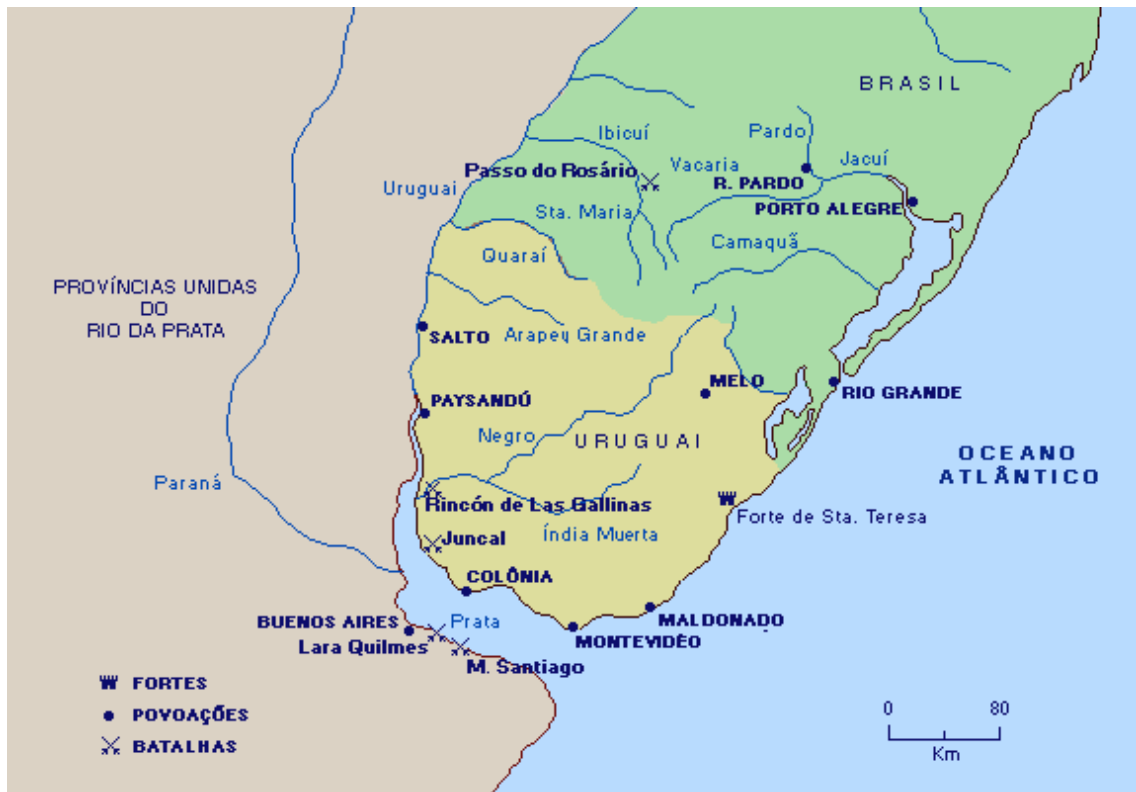 BRASIL
Ibicuí
Pardo
Vacaria
Jacuí
Passo do Rosário
R. PARDO
Uruguai
PORTO ALEGRE
Sta. Maria
Camaquã
Quaraí
PROVÍNCIAS UNIDAS
DO
RIO DA PRATA
SALTO
Arapey Grande
MELO
RIO GRANDE
PAYSANDÚ
Negro
URUGUAI
OCEANO
ATLÂNTICO
Paraná
Rincón de Las Gallinas
Forte de Sta. Teresa
Juncal
Índia Muerta
COLÔNIA
BUENOS AIRES
Prata
MALDONADO
Lara Quilmes
MONTEVIDÉO
M. Santiago
FORTES
POVOAÇÕES
BATALHAS
0 80
Km